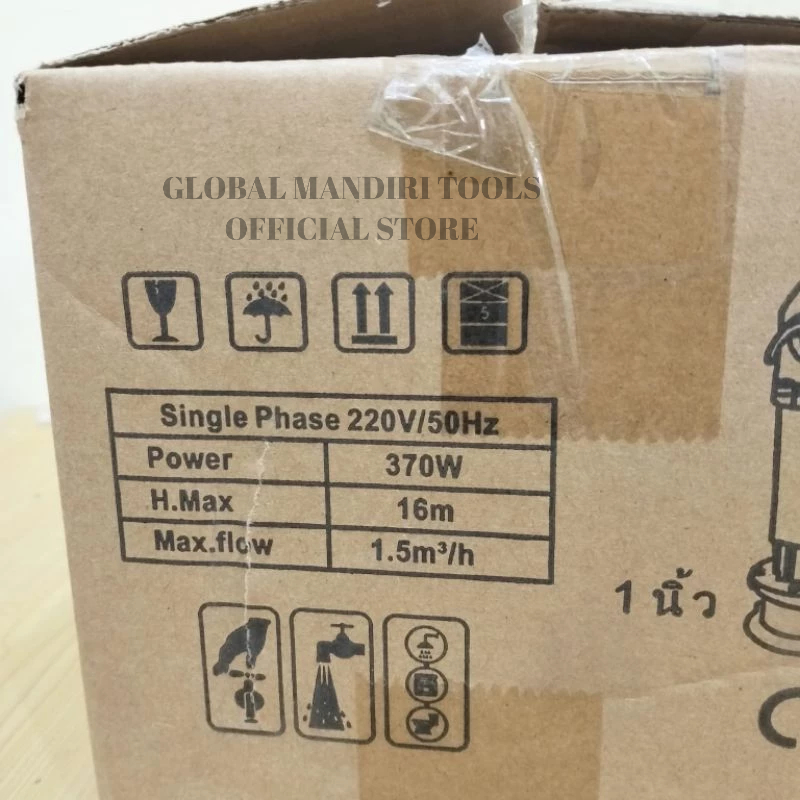 GLOBAL MANDIRI TOOLS
OFFICIAL STORE
5
Single Phase 220V/50Hz
Power 370W
H.Max 16m
Max.flow 1.5m³/h
1 นิ้ว